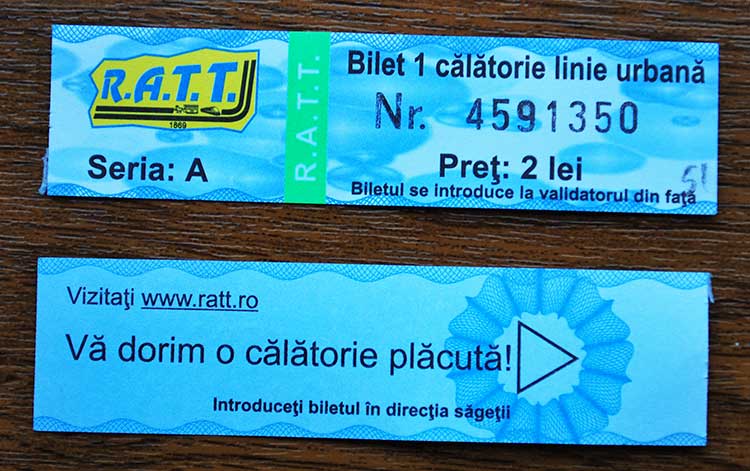 R.A.T.T.
1869
Seria: A
R.A.T.T.
Bilet 1 călătorie linie urbană
Nr. 4591350
Preţ: 2 lei
Biletul se introduce la validatorul din faţă
51
Vizitaţi www.ratt.ro
Vă dorim o călătorie plăcută!
Introduceţi biletul în direcţia săgeţii